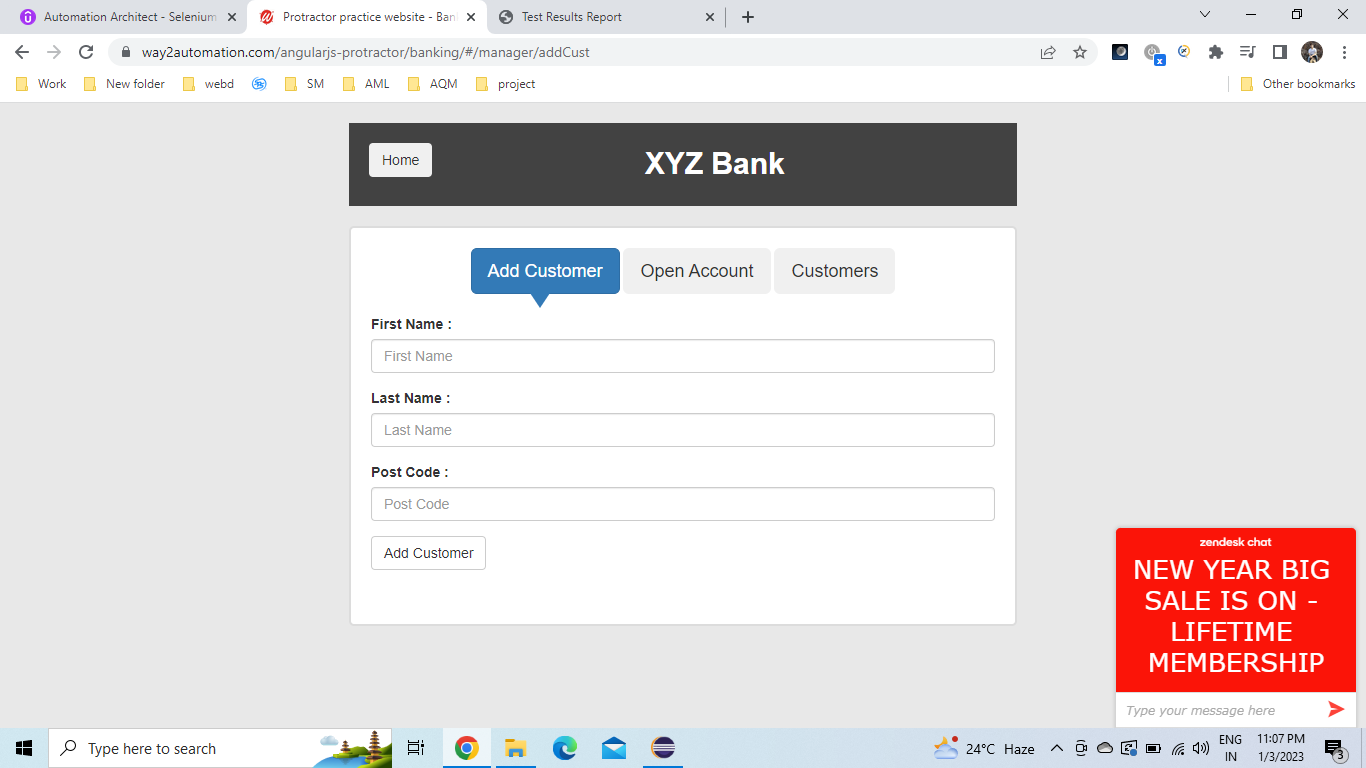 Automation Architect - Selenium
Protractor practice website - Ban
Test Results Report
way2automation.com/angularjs-protractor/banking/#/manager/addCust
Work
New folder
webd
SM
AML
AQM
project
Other bookmarks
Home
XYZ Bank
Add Customer
Open Account
Customers
First Name :
First Name
Last Name :
Last Name
Post Code :
Post Code
Add Customer
zendesk chat
NEW YEAR BIG
SALE IS ON -
LIFETIME
MEMBERSHIP
Type your message here
Type here to search
24°C Haze
ENG
IN
11:07 PM
1/3/2023
3